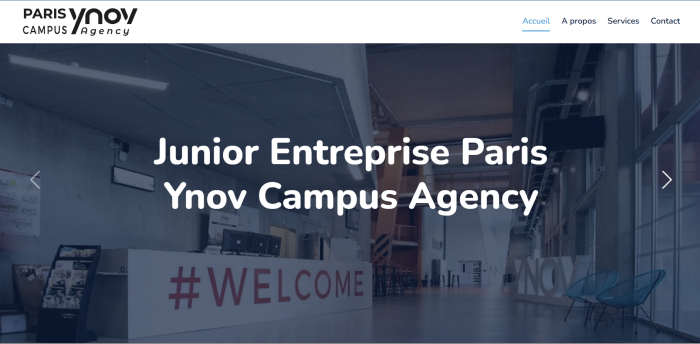 PARIS YNOV
CAMPUS Agency
Accueil A propos Services Contact
Junior Entreprise Paris
Ynov Campus Agency
#WELCOME
YNOV